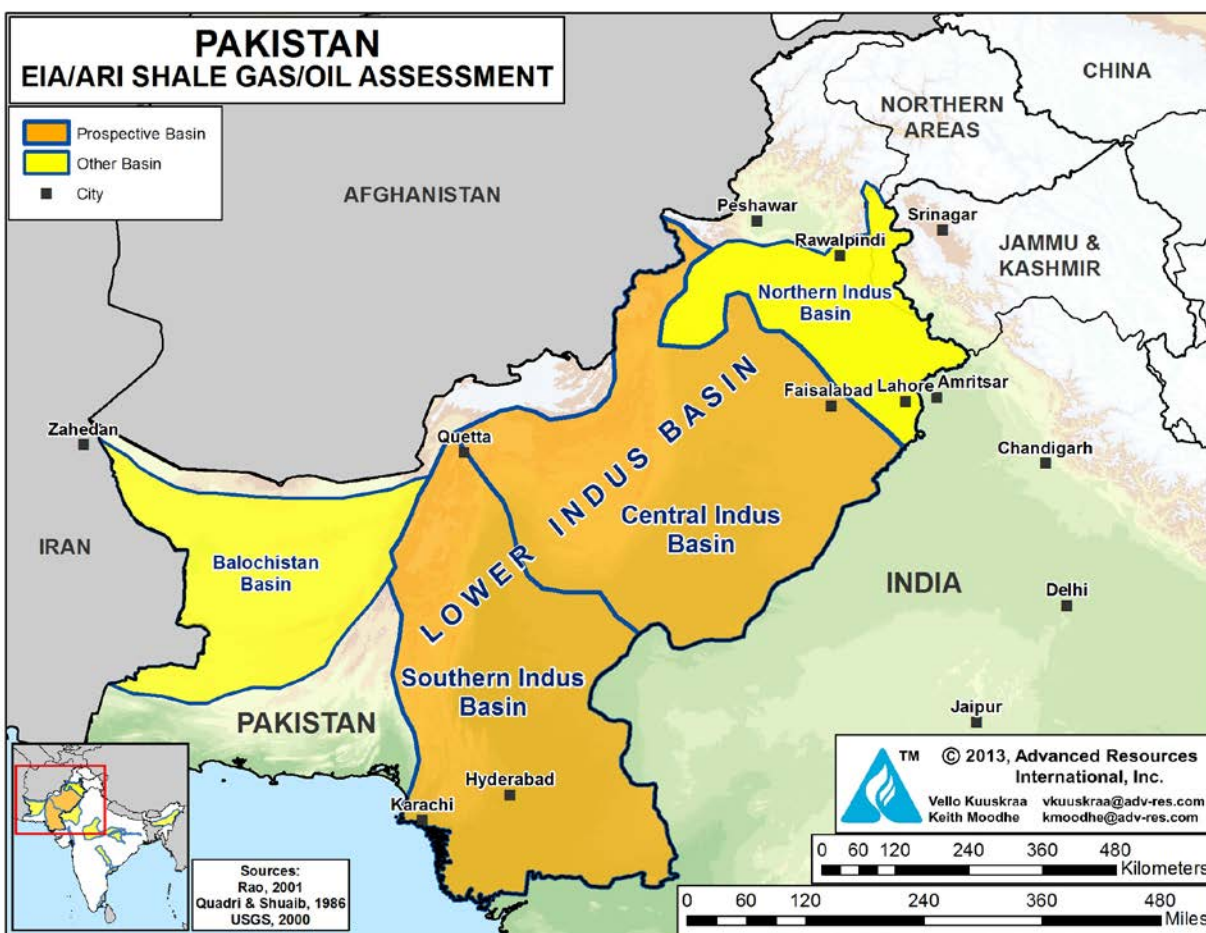 PAKISTAN
EIA/ARI SHALE GAS/OIL ASSESSMENT
Prospective Basin
Other Basin
City
CHINA
NORTHERN
AREAS
AFGHANISTAN
Peshawar
Srinagar
Rawalpindi
JAMMU &
KASHMIR
Northern Indus
Basin
Faisalabad
Lahore
Amritsar
Zahedan
Quetta
Chandigarh
LOWER INDUS BASIN
Central Indus
Basin
IRAN
Balochistan
Basin
INDIA
Delhi
Southern Indus
Basin
PAKISTAN
Jaipur
Hyderabad
Karachi
TM
© 2013, Advanced Resources
International, Inc.
Vello Kuuskraa vkuuskraa@adv-res.com
Keith Moodhe kmoodhe@adv-res.com
Sources:
Rao, 2001
Quadri & Shuaib, 1986
USGS, 2000
0 60 120 240 360 480
Kilometers
0 120 240 360 480
Miles